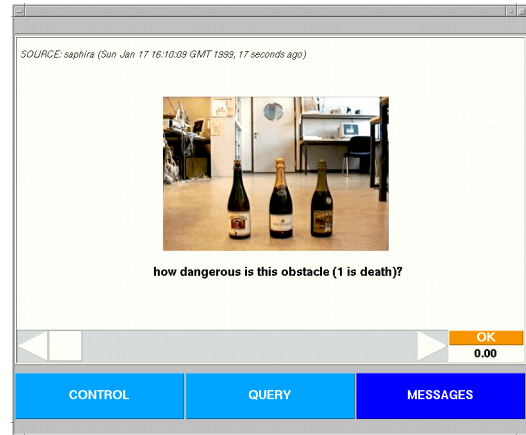 SOURCE: saphira (Sun Jan 17 16:10:09 GMT 1999, 17 seconds ago)
how dangerous is this obstacle (1 is death)?
OK
0.00
CONTROL
QUERY
MESSAGES